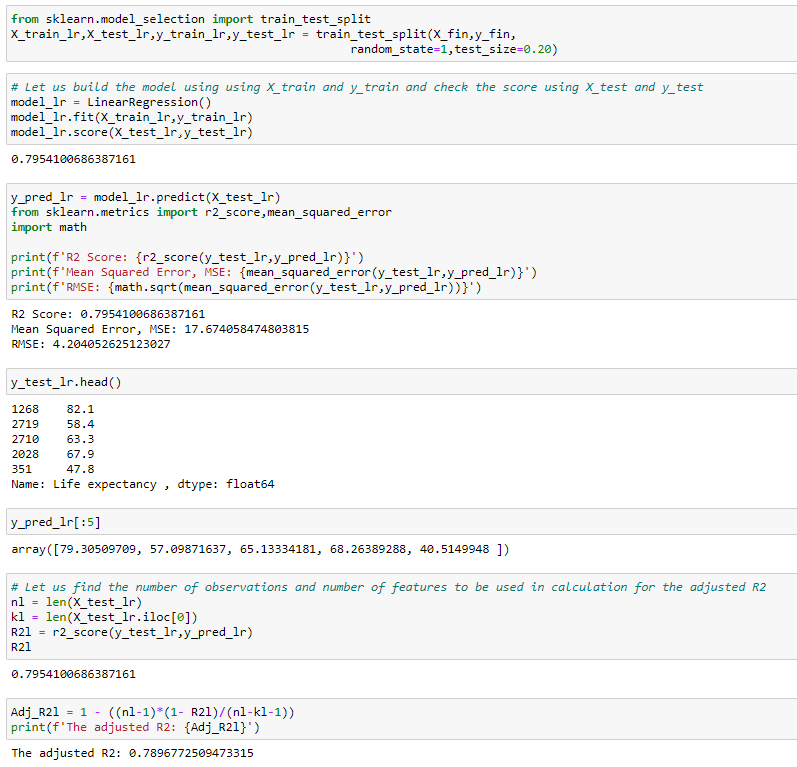 from sklearn.model_selection import train_test_split
X_train_lr,X_test_lr,y_train_lr,y_test_lr = train_test_split(X_fin,y_fin,
random_state=1,test_size=0.20)
# Let us build the model using using X_train and y_train and check the score using X_test and y_test
model_lr = LinearRegression()
model_lr.fit(X_train_lr,y_train_lr)
model_lr.score(X_test_lr,y_test_lr)
0.7954100686387161
y_pred_lr = model_lr.predict(X_test_lr)
from sklearn.metrics import r2_score,mean_squared_error
import math
print(f'R2 Score: {r2_score(y_test_lr,y_pred_lr)}')
print(f'Mean Squared Error, MSE: {mean_squared_error(y_test_lr,y_pred_lr)}')
print(f'RMSE: {math.sqrt(mean_squared_error(y_test_lr,y_pred_lr))}')
R2 Score: 0.7954100686387161
Mean Squared Error, MSE: 17.674058474803815
RMSE: 4.204052625123027
y_test_lr.head()
1268    82.1
2719    58.4
2710    63.3
2028    67.9
351     47.8
Name: Life expectancy , dtype: float64
y_pred_lr[:5]
array([79.30509709, 57.09871637, 65.13334181, 68.26389288, 40.5149948 ])
# Let us find the number of observations and number of features to be used in calculation for the adjusted R2
nl = len(X_test_lr)
kl = len(X_test_lr.iloc[0])
R2l = r2_score(y_test_lr,y_pred_lr)
R2l
0.7954100686387161
Adj_R2l = 1 - ((nl-1)*(1- R2l)/(nl-kl-1))
print(f'The adjusted R2: {Adj_R2l}')
The adjusted R2: 0.7896772509473315